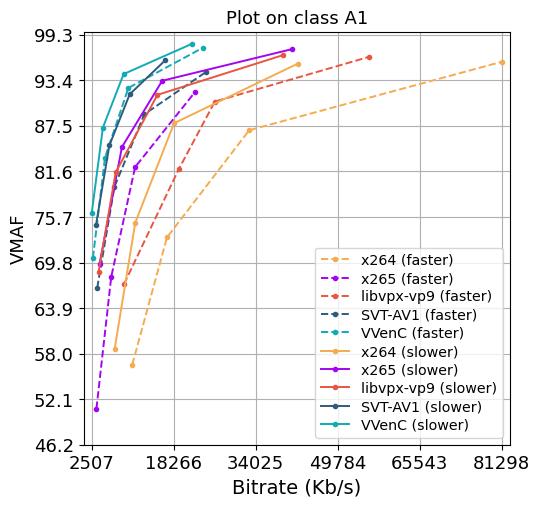 Plot on class A1
VMAF
99.3
93.4
87.5
81.6
75.7
69.8
63.9
58.0
52.1
46.2
x264 (faster)
x265 (faster)
libvpx-vp9 (faster)
SVT-AV1 (faster)
VVenC (faster)
x264 (slower)
x265 (slower)
libvpx-vp9 (slower)
SVT-AV1 (slower)
VVenC (slower)
2507 18266 34025 49784 65543 81298
Bitrate (Kb/s)